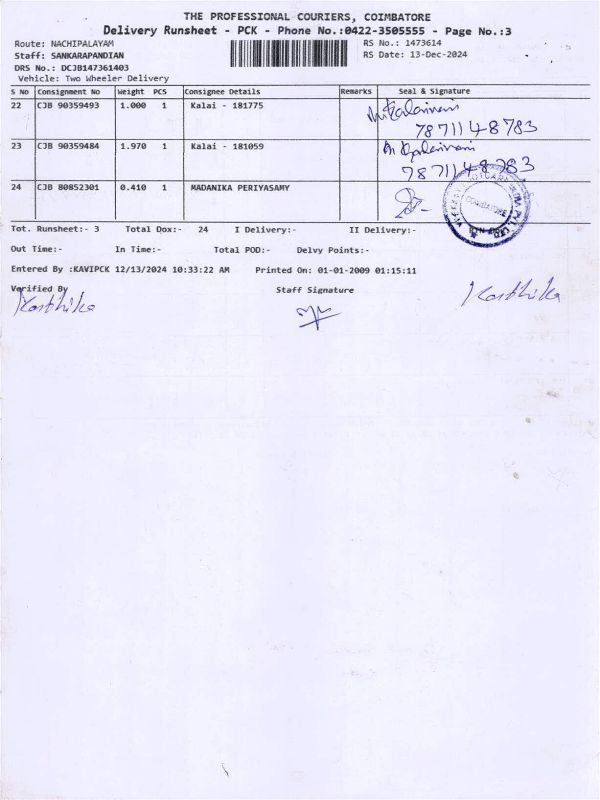 THE PROFESSIONAL COURIERS, COIMBATORE
Delivery Runsheet - PCK - Phone No.:0422-3505555 - Page No.:3
Route: NACHIPALAYAM RS No.: 1473614
Staff: SANKARAPANDIAN RS Date: 13-Dec-2024
DRS No.: DCJB147361403
Vehicle: Two Wheeler Delivery
S No Consignment No Weight PCS Consignee Details Remarks Seal & Signature
22 CJB 90359493 1.000 1 Kalai - 181775
7871148783
23 CJB 90359484 1.970 1 Kalai - 181059
7871148783
24 CJB 80852301 0.410 1 MADANIKA PERIYASAMY
COIMBATORE
Tot. Runsheet:- 3 Total Dox:- 24 I Delivery:- II Delivery:-
Out Time:- In Time:- Total POD:- Delvy Points:-
Entered By :KAVIPCK 12/13/2024 10:33:22 AM Printed On: 01-01-2009 01:15:11
Verified By Staff Signature
Karthika Karthika